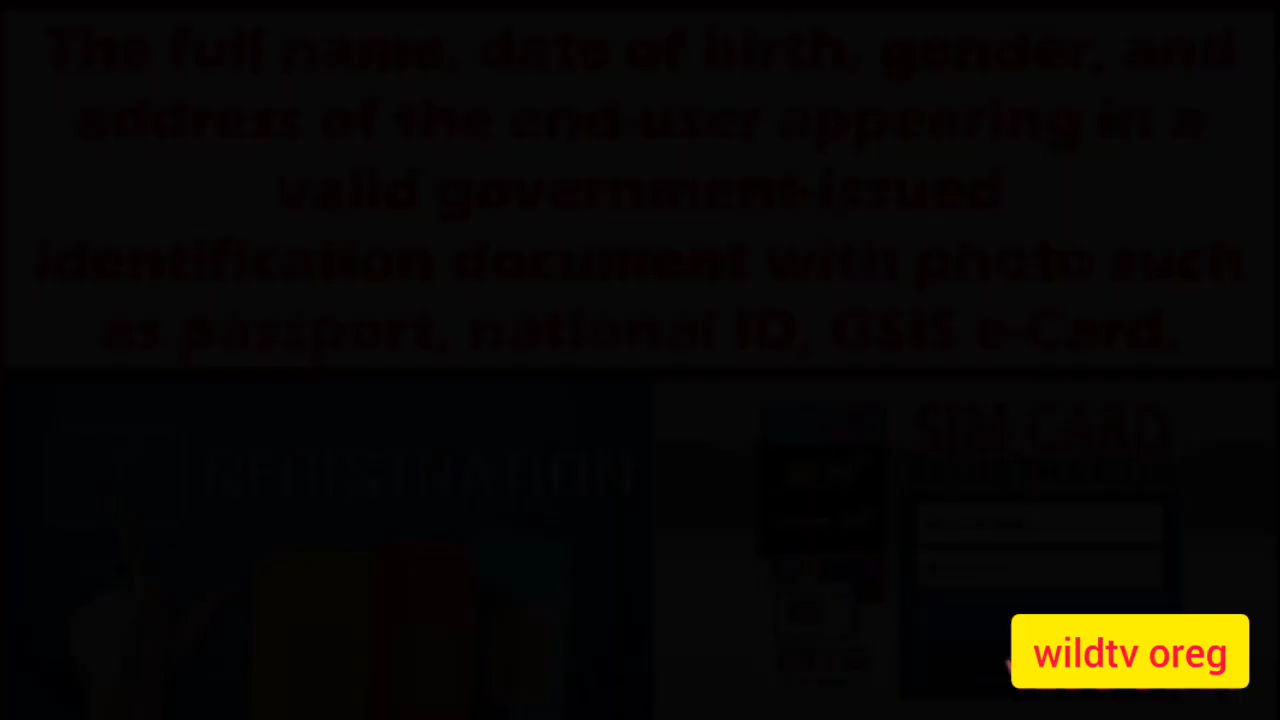 The full name, date of birth, gender, and
address of the end-user appearing in a
valid government-issued
identification document with photo such
as passport, national ID, GSIS e-Card,
REGISTRATION
SIM CARD
wildtv oreg